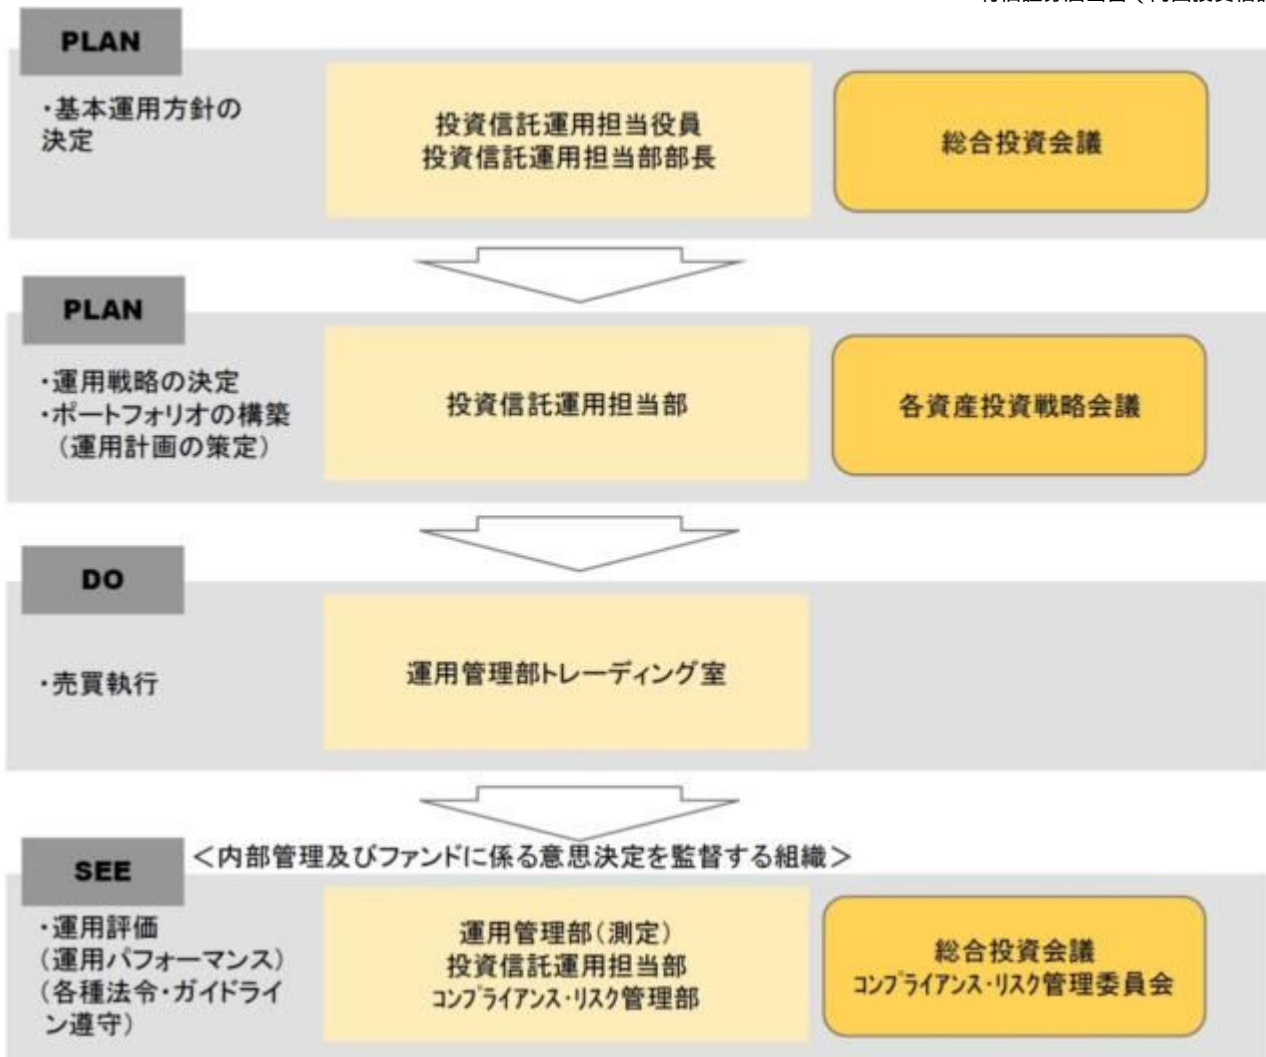 PLAN
・基本運用方針の
決定
投資信託運用担当役員
投資信託運用担当部部長
総合投資会議
PLAN
・運用戦略の決定
・ポートフォリオの構築
（運用計画の策定）
投資信託運用担当部
各資産投資戦略会議
DO
・売買執行
運用管理部トレーディング室
SEE
＜内部管理及びファンドに係る意思決定を監督する組織＞
・運用評価
（運用パフォーマンス）
（各種法令・ガイドライ
ン遵守）
運用管理部（測定）
投資信託運用担当部
ｺﾝﾌﾟﾗｲｱﾝｽ・ﾘｽｸ管理部
総合投資会議
ｺﾝﾌﾟﾗｲｱﾝｽ・ﾘｽｸ管理委員会